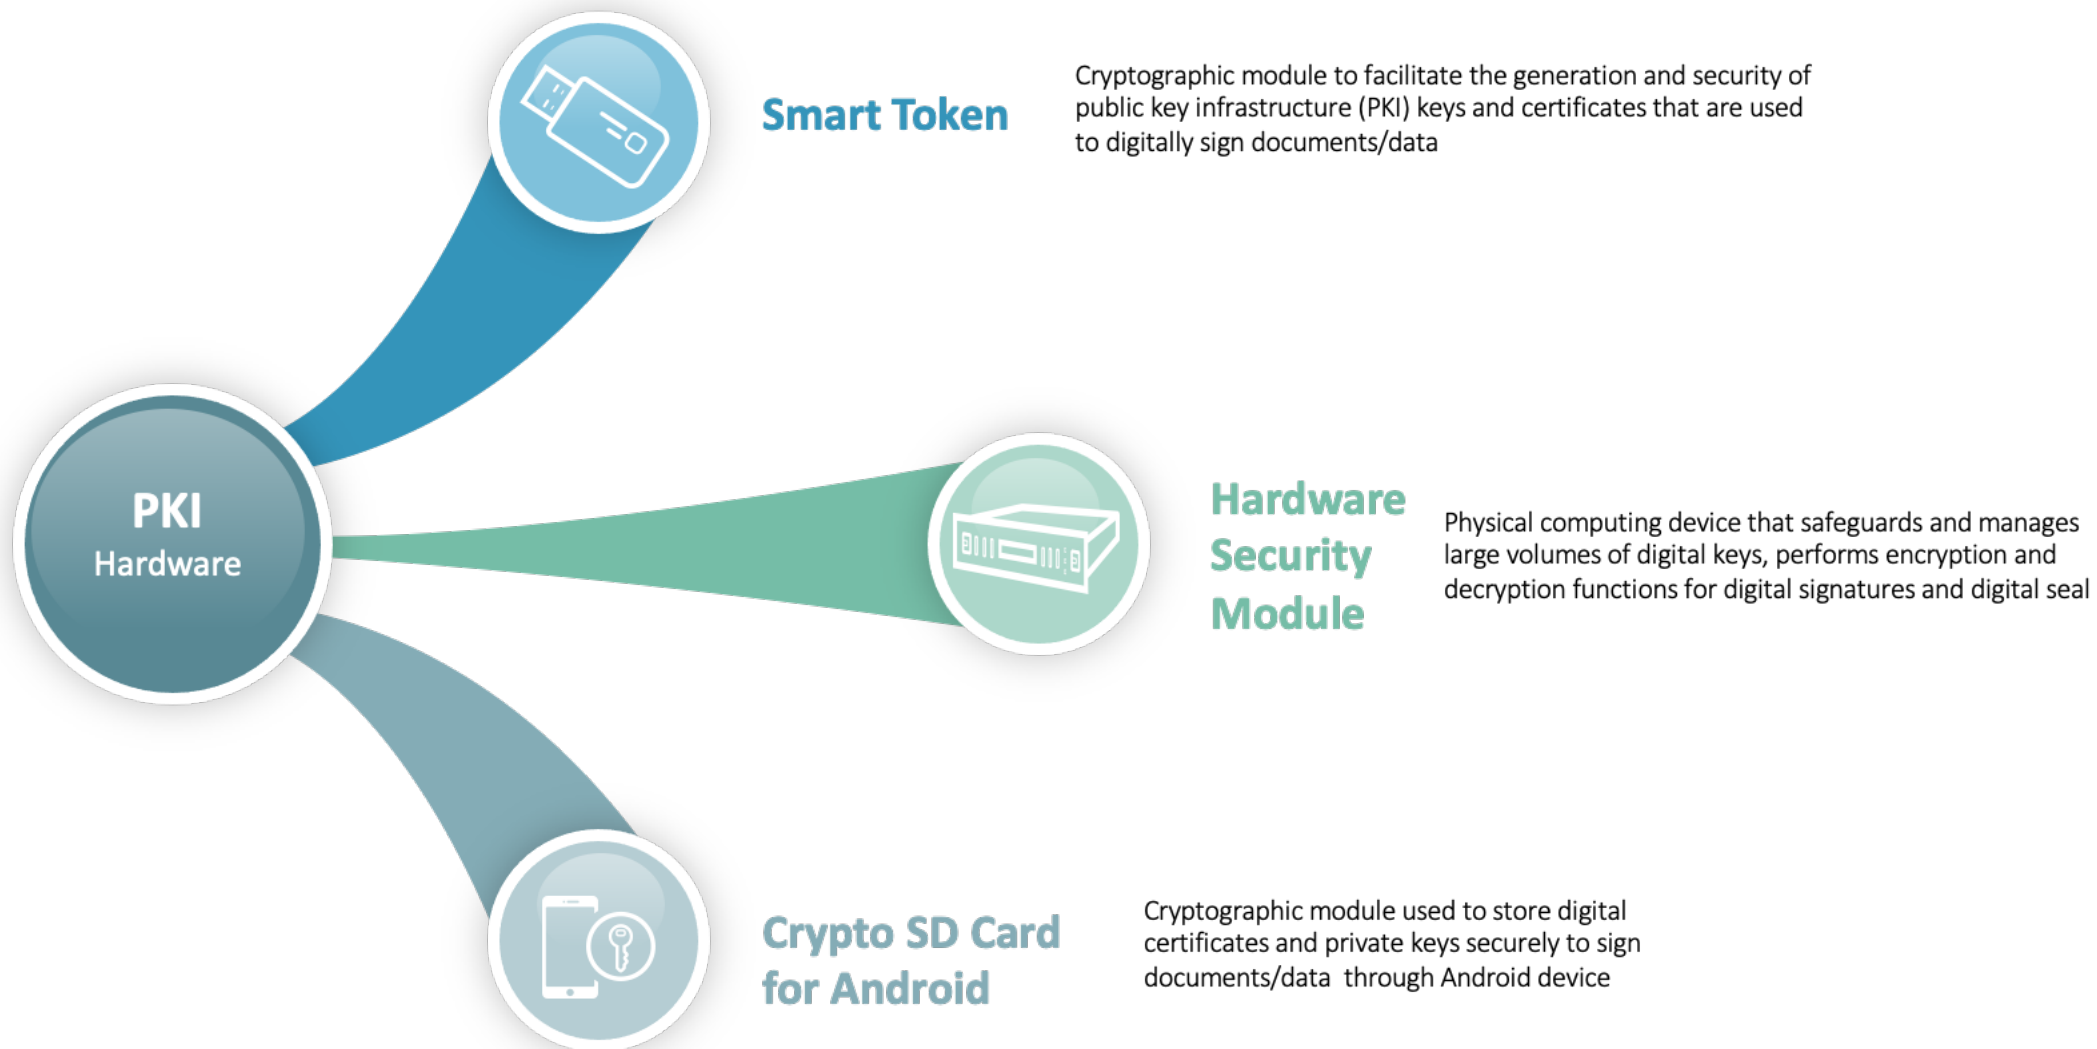 Smart Token
Cryptographic module to facilitate the generation and security of
public key infrastructure (PKI) keys and certificates that are used
to digitally sign documents/data
PKI
Hardware
Hardware
Security
Module
Physical computing device that safeguards and manages
large volumes of digital keys, performs encryption and
decryption functions for digital signatures and digital seal
Crypto SD Card
for Android
Cryptographic module used to store digital
certificates and private keys securely to sign
documents/data  through Android device